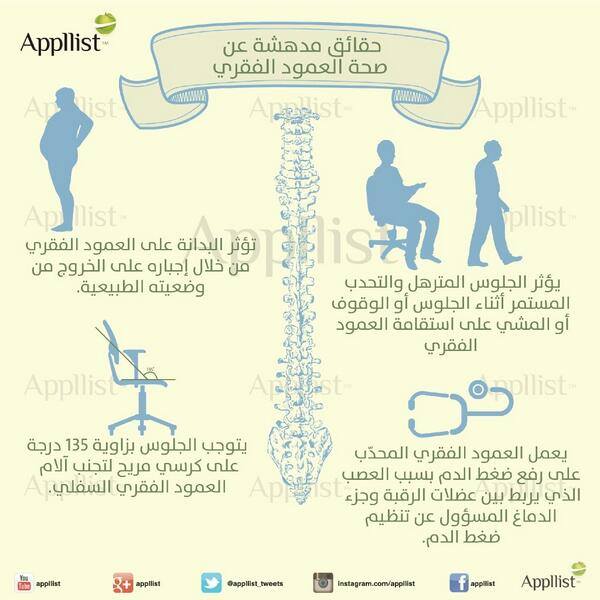 Appllist™
حقائق مدهشة عن
صحة العمود الفقري
تؤثر البدانة على العمود الفقري
من خلال إجباره على الخروج من
وضعيته الطبيعية.
يؤثر الجلوس المترهل والتحدب
المستمر أثناء الجلوس أو الوقوف
أو المشي على استقامة العمود
الفقري
يتوجب الجلوس بزاوية 135 درجة
على كرسي مريح لتجنب آلام
العمود الفقري السفلي.
يعمل العمود الفقري المحدّب
على رفع ضغط الدم بسبب العصب
الذي يربط بين عضلات الرقبة وجزء
الدماغ المسؤول عن تنظيم
ضغط الدم.
You Tube appllist
g+ appllist
@appllist_tweets
instagram.com/appllist
f appllist
Appllist™